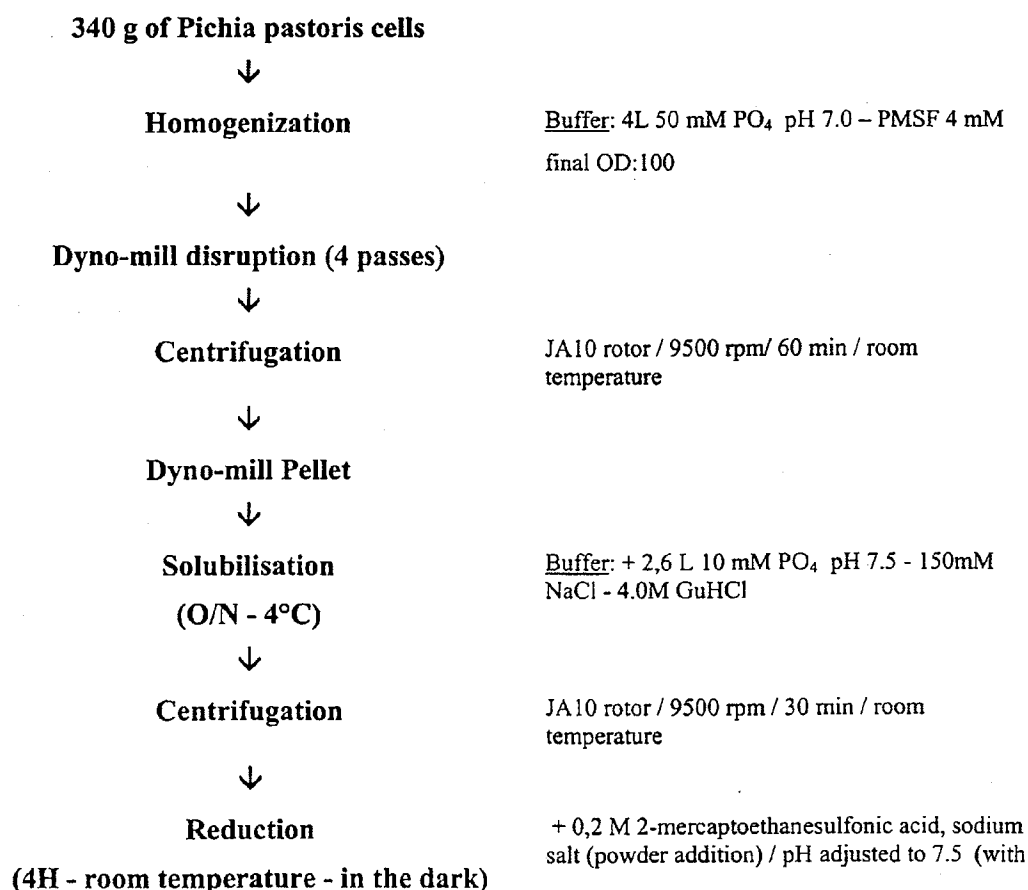 340 g of Pichia pastoris cells
↓
Homogenization
Buffer: 4L 50 mM PO₄ pH 7.0 – PMSF 4 mM
final OD:100
↓
Dyno-mill disruption (4 passes)
↓
Centrifugation
JA10 rotor / 9500 rpm/ 60 min / room
temperature
↓
Dyno-mill Pellet
↓
Solubilisation
(O/N - 4°C)
Buffer: + 2,6 L 10 mM PO₄ pH 7.5 - 150mM
NaCl - 4.0M GuHCl
↓
Centrifugation
JA10 rotor / 9500 rpm / 30 min / room
temperature
↓
Reduction
(4H - room temperature - in the dark)
+ 0,2 M 2-mercaptoethanesulfonic acid, sodium
salt (powder addition) / pH adjusted to 7.5 (with